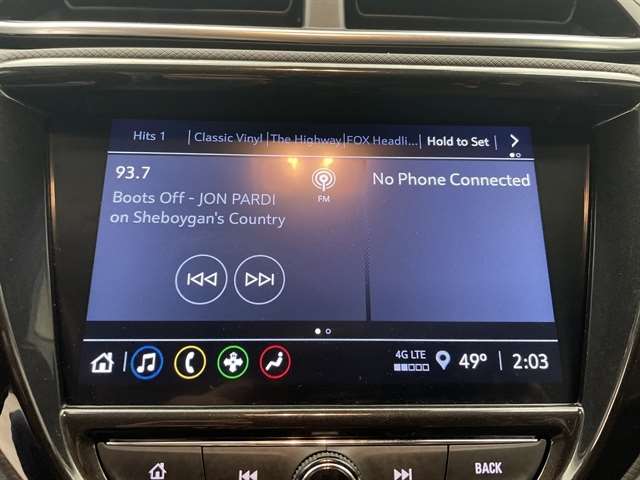 Hits 1 Classic Vinyl The Highway FOX Headli... Hold to Set
93.7
FM
No Phone Connected
Boots Off - JON PARDI
on Sheboygan's Country
4G LTE
49° 2:03
BACK